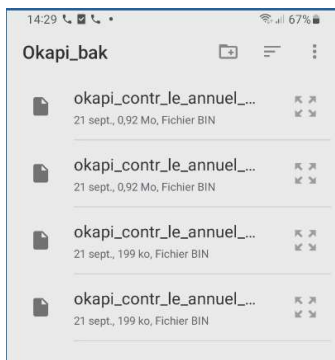 14:29 67%
Okapi_bak
okapi_contr_le_annuel_...
21 sept., 0,92 Mo, Fichier BIN
okapi_contr_le_annuel_...
21 sept., 0,92 Mo, Fichier BIN
okapi_contr_le_annuel_...
21 sept., 199 ko, Fichier BIN
okapi_contr_le_annuel_...
21 sept., 199 ko, Fichier BIN